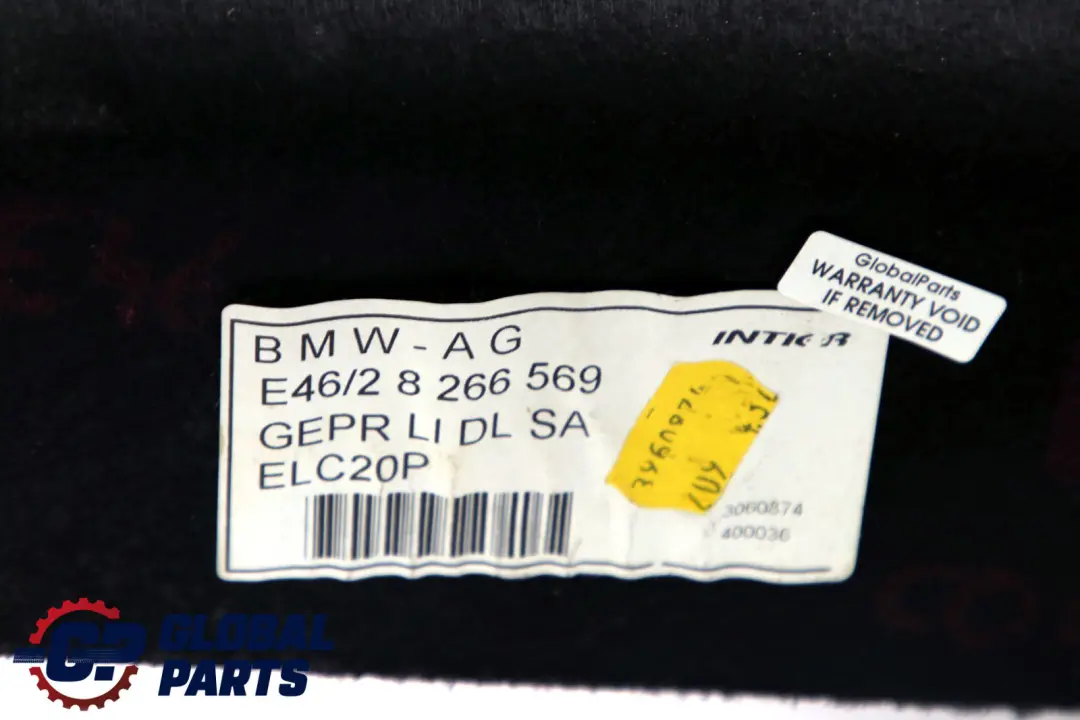 GlobalParts
WARRANTY VOID
IF REMOVED
BMW-AG
E46/2 8 266 569
GEPR LI DL SA
ELC20P
3060874
400036
GP GLOBAL
PARTS